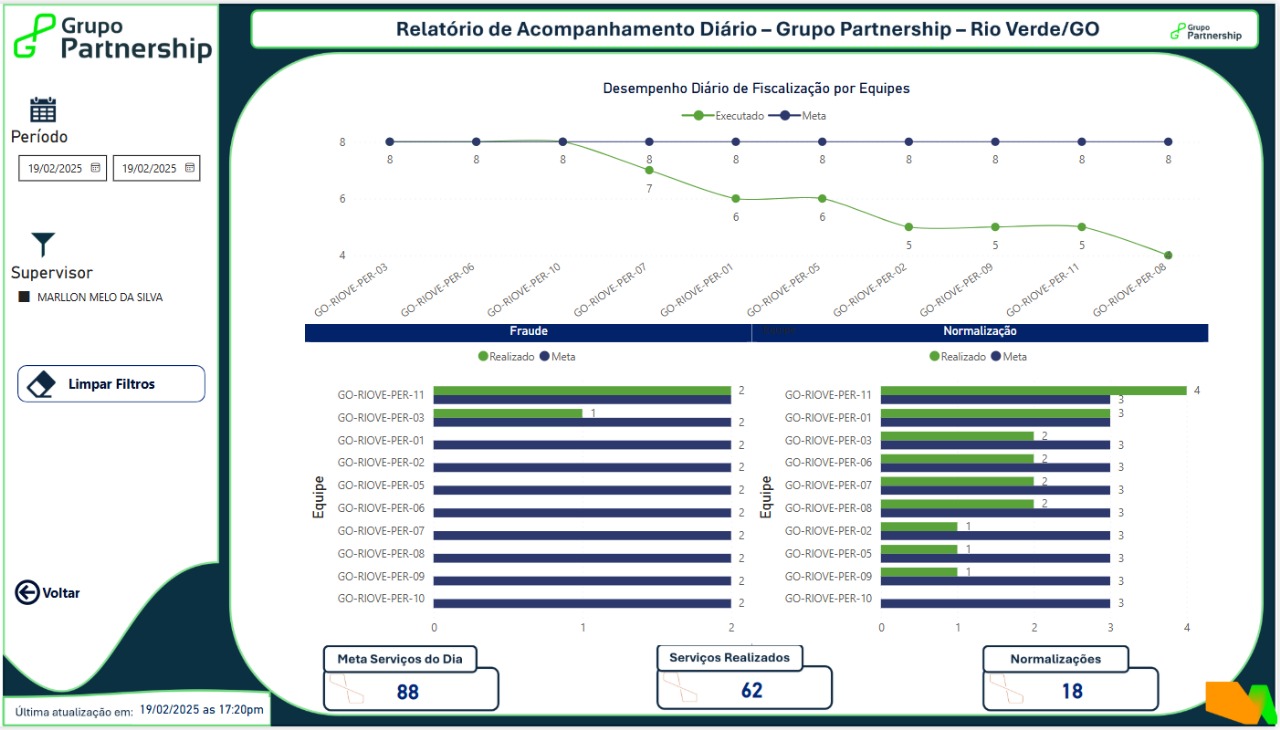 Grupo
Partnership
Relatório de Acompanhamento Diário – Grupo Partnership – Rio Verde/GO
Grupo
Partnership
Período
19/02/2025 19/02/2025
Supervisor
MARLLON MELO DA SILVA
Limpar Filtros
Voltar
Última atualização em: 19/02/2025 as 17:20pm
Desempenho Diário de Fiscalização por Equipes
Executado Meta
8
6
4
8 8 8 8 8 8 8 8 8 8
7
6 6
5 5 5
GO-RIOVE-PER-03 GO-RIOVE-PER-06 GO-RIOVE-PER-10 GO-RIOVE-PER-07 GO-RIOVE-PER-01 GO-RIOVE-PER-05 GO-RIOVE-PER-02 GO-RIOVE-PER-09 GO-RIOVE-PER-11 GO-RIOVE-PER-08
Fraude
Realizado Meta
Equipe
GO-RIOVE-PER-11 2
GO-RIOVE-PER-03 1 2
GO-RIOVE-PER-01 2
GO-RIOVE-PER-02 2
GO-RIOVE-PER-05 2
GO-RIOVE-PER-06 2
GO-RIOVE-PER-07 2
GO-RIOVE-PER-08 2
GO-RIOVE-PER-09 2
GO-RIOVE-PER-10 2
0 1 2
Normalização
Realizado Meta
Equipe
GO-RIOVE-PER-11 4 3
GO-RIOVE-PER-01 3
GO-RIOVE-PER-03 2 3
GO-RIOVE-PER-06 2 3
GO-RIOVE-PER-07 2 3
GO-RIOVE-PER-08 2 3
GO-RIOVE-PER-02 1 3
GO-RIOVE-PER-05 1 3
GO-RIOVE-PER-09 1 3
GO-RIOVE-PER-10 3
0 1 2 3 4
Meta Serviços do Dia
88
Serviços Realizados
62
Normalizações
18